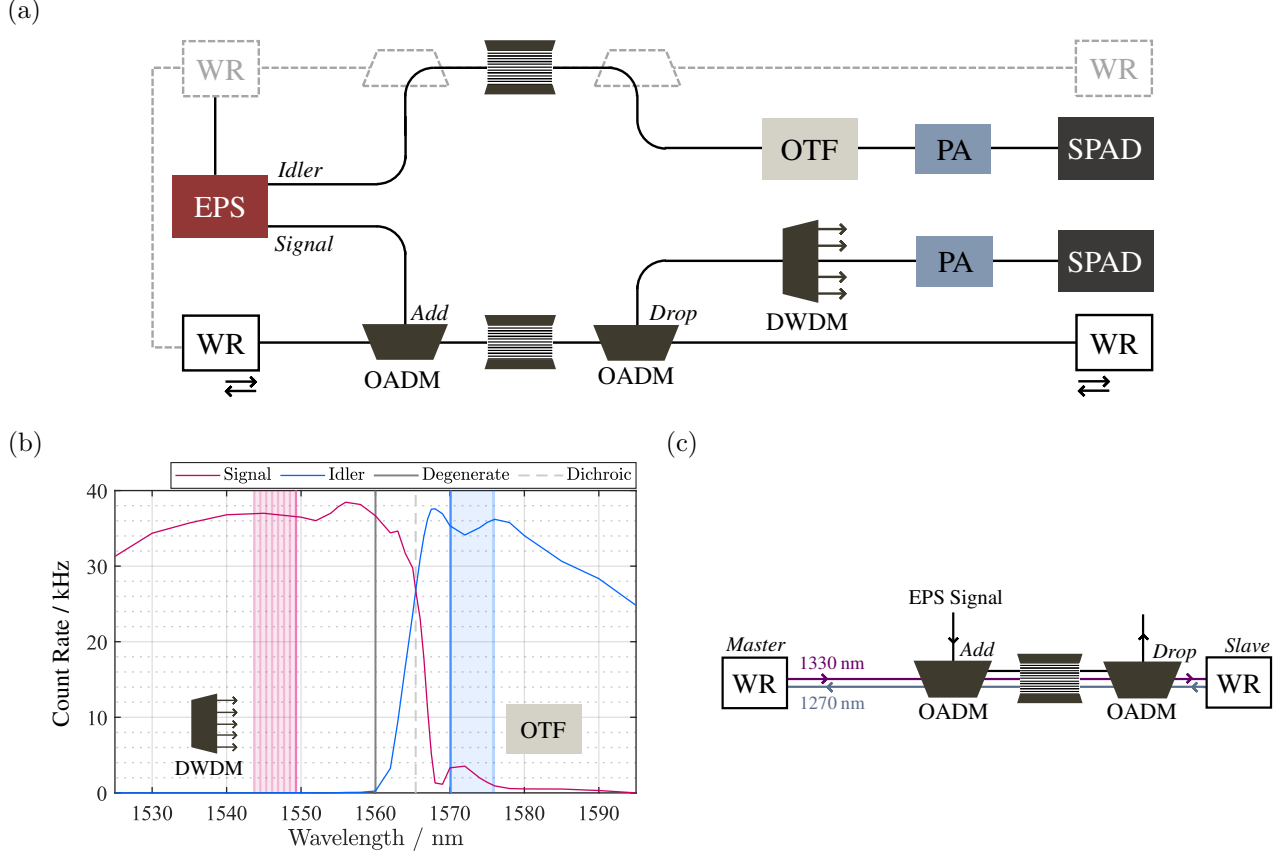 (a)
WR
WR
Idler
OTF
PA
SPAD
EPS
Signal
PA
SPAD
Add
Drop
DWDM
WR
OADM
OADM
WR
(b)
Signal Idler Degenerate Dichroic
40
30
20
10
0
Count Rate / kHz
DWDM
OTF
1530 1540 1550 1560 1570 1580 1590
Wavelength / nm
(c)
EPS Signal
Master
Add
Drop
Slave
WR
1330 nm
1270 nm
WR
OADM
OADM